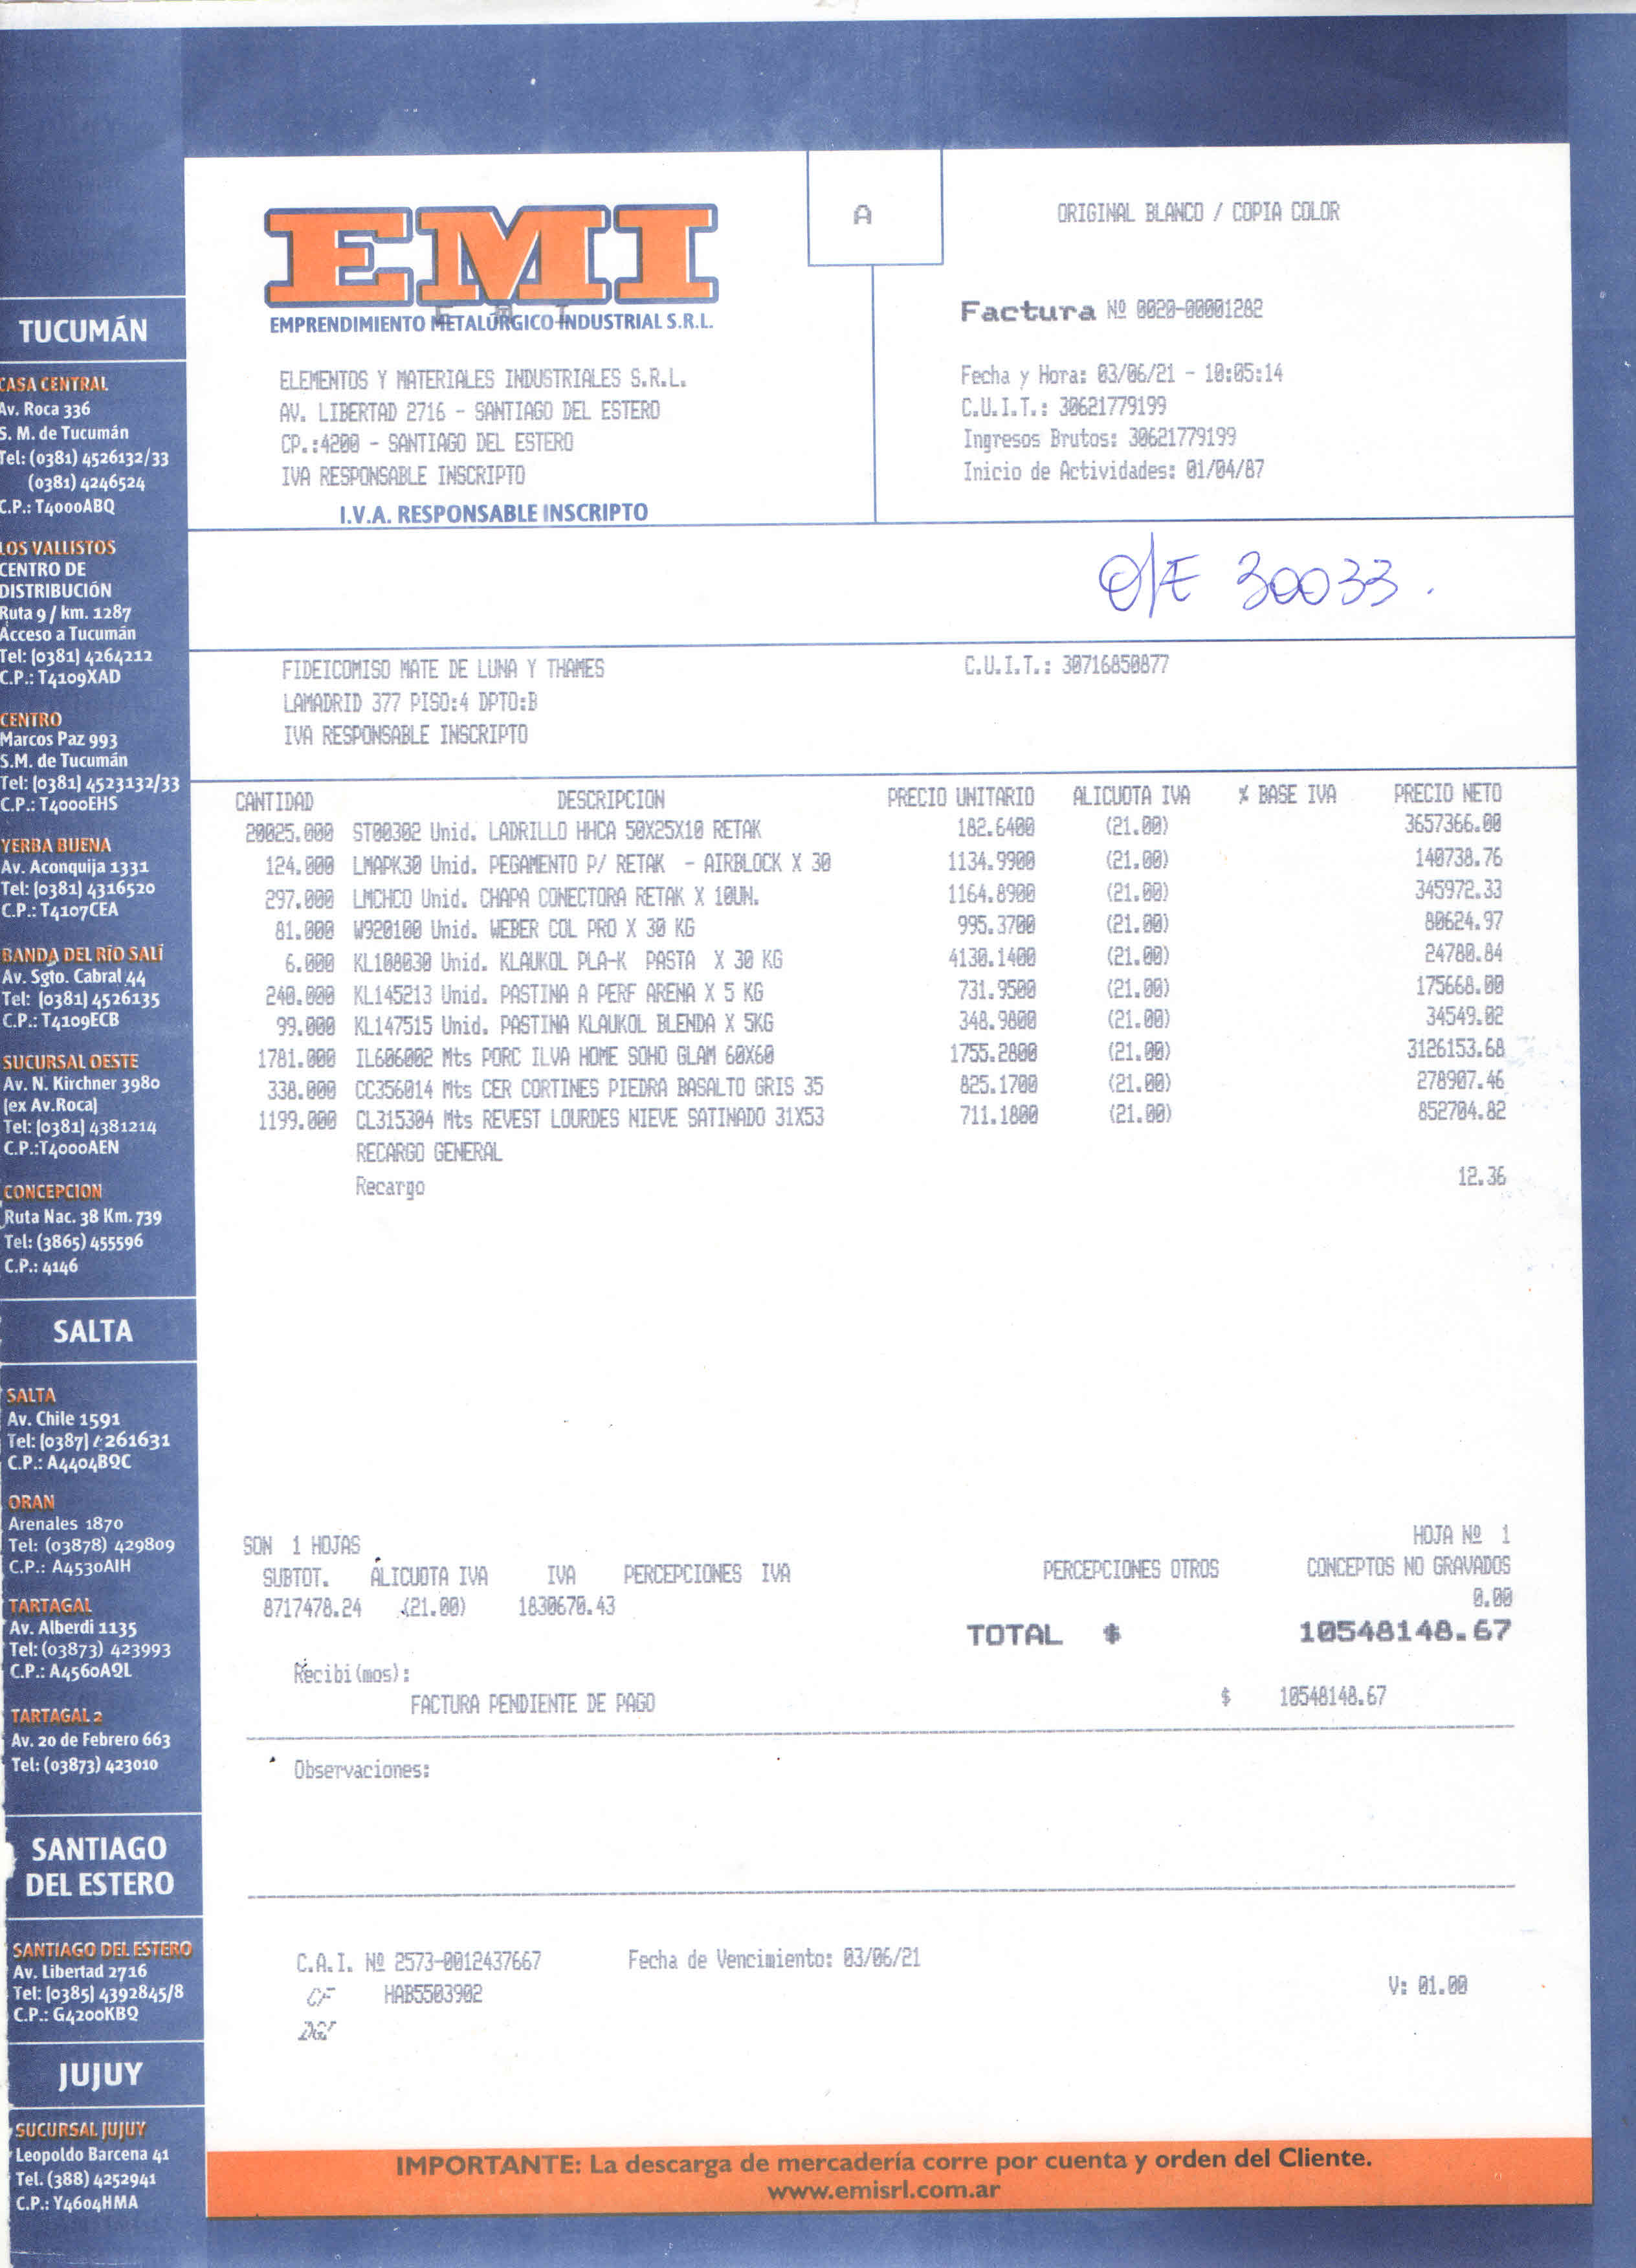 TUCUMÁN
CASA CENTRAL
Av. Roca 336
S. M. de Tucumán
Tel: (0381) 4526132/33
(0381) 4246524
C.P.: T4000ABQ
LOS VALLISTOS
CENTRO DE
DISTRIBUCIÓN
Ruta 9 / km. 1287
Acceso a Tucumán
Tel: (0381) 4264212
C.P.: T4109XAD
CENTRO
Marcos Paz 993
S.M. de Tucumán
Tel: (0381) 4523132/33
C.P.: T4000EHS
YERBA BUENA
Av. Aconquija 1331
Tel: (0381) 4316520
C.P.: T4107CEA
BANDA DEL RÍO SALÍ
Av. Sgto. Cabral 44
Tel: (0381) 4526135
C.P.: T4109ECB
SUCURSAL OESTE
Av. N. Kirchner 3980
(ex Av.Roca)
Tel: (0381) 4381214
C.P.:T4000AEN
CONCEPCION
Ruta Nac. 38 Km. 739
Tel: (3865) 455596
C.P.: 4146
SALTA
SALTA
Av. Chile 1591
Tel: (0387) 4261631
C.P.: A4404BQC
ORAN
Arenales 1870
Tel: (03878) 429809
C.P.: A4530AIH
TARTAGAL
Av. Alberdi 1135
Tel: (03873) 423993
C.P.: A4560AQL
TARTAGAL 2
Av. 20 de Febrero 663
Tel: (03873) 423010
SANTIAGO
DEL ESTERO
SANTIAGO DEL ESTERO
Av. Libertad 2716
Tel: (0385) 4392845/8
C.P.: G4200KBQ
JUJUY
SUCURSAL JUJUY
Leopoldo Barcena 41
Tel. (388) 4252941
C.P.: Y4604HMA
EMI
EMPRENDIMIENTO METALÚRGICO INDUSTRIAL S.R.L.
ELEMENTOS Y MATERIALES INDUSTRIALES S.R.L.
AV. LIBERTAD 2716 - SANTIAGO DEL ESTERO
CP.:4200 - SANTIAGO DEL ESTERO
IVA RESPONSABLE INSCRIPTO
I.V.A. RESPONSABLE INSCRIPTO
A
ORIGINAL BLANCO / COPIA COLOR
Factura Nº 0020-00001282
Fecha y Hora: 03/06/21 - 10:05:14
C.U.I.T.: 30621779199
Ingresos Brutos: 30621779199
Inicio de Actividades: 01/04/87
O/E 30033.
FIDEICOMISO MATE DE LUNA Y THAMES C.U.I.T.: 30716850877
LAMADRID 377 PISO:4 DPTO:B
IVA RESPONSABLE INSCRIPTO
CANTIDAD DESCRIPCION PRECIO UNITARIO ALICUOTA IVA % BASE IVA PRECIO NETO
20025.000 ST00302 Unid. LADRILLO HHCA 50X25X10 RETAK 182.6400 (21.00) 3657366.00
124.000 LMAPK30 Unid. PEGAMENTO P/ RETAK - AIRBLOCK X 30 1134.9900 (21.00) 140738.76
297.000 LMCHCO Unid. CHAPA CONECTORA RETAK X 10UN. 1164.8900 (21.00) 345972.33
81.000 W920100 Unid. WEBER COL PRO X 30 KG 995.3700 (21.00) 80624.97
6.000 KL108030 Unid. KLAUKOL PLA-K PASTA X 30 KG 4130.1400 (21.00) 24780.84
240.000 KL145213 Unid. PASTINA A PERF ARENA X 5 KG 731.9500 (21.00) 175668.00
99.000 KL147515 Unid. PASTINA KLAUKOL BLENDA X 5KG 348.9800 (21.00) 34549.02
1781.000 IL606002 Mts PORC ILVA HOME SOHO GLAM 60X60 1755.2800 (21.00) 3126153.68
338.000 CC356014 Mts CER CORTINES PIEDRA BASALTO GRIS 35 825.1700 (21.00) 278907.46
1199.000 CL315304 Mts REVEST LOURDES NIEVE SATINADO 31X53 711.1800 (21.00) 852704.82
RECARGO GENERAL
Recargo 12.36
SON 1 HOJAS HOJA Nº 1
SUBTOT. ALICUOTA IVA IVA PERCEPCIONES IVA PERCEPCIONES OTROS CONCEPTOS NO GRAVADOS
8717478.24 (21.00) 1830670.43 0.00
TOTAL $ 10548148.67
Recibi(mos):
FACTURA PENDIENTE DE PAGO $ 10548148.67
Observaciones:
C.A.I. Nº 2573-0012437667 Fecha de Vencimiento: 03/06/21
CF HAB5503902 V: 01.00
DGI
IMPORTANTE: La descarga de mercadería corre por cuenta y orden del Cliente.
www.emisrl.com.ar